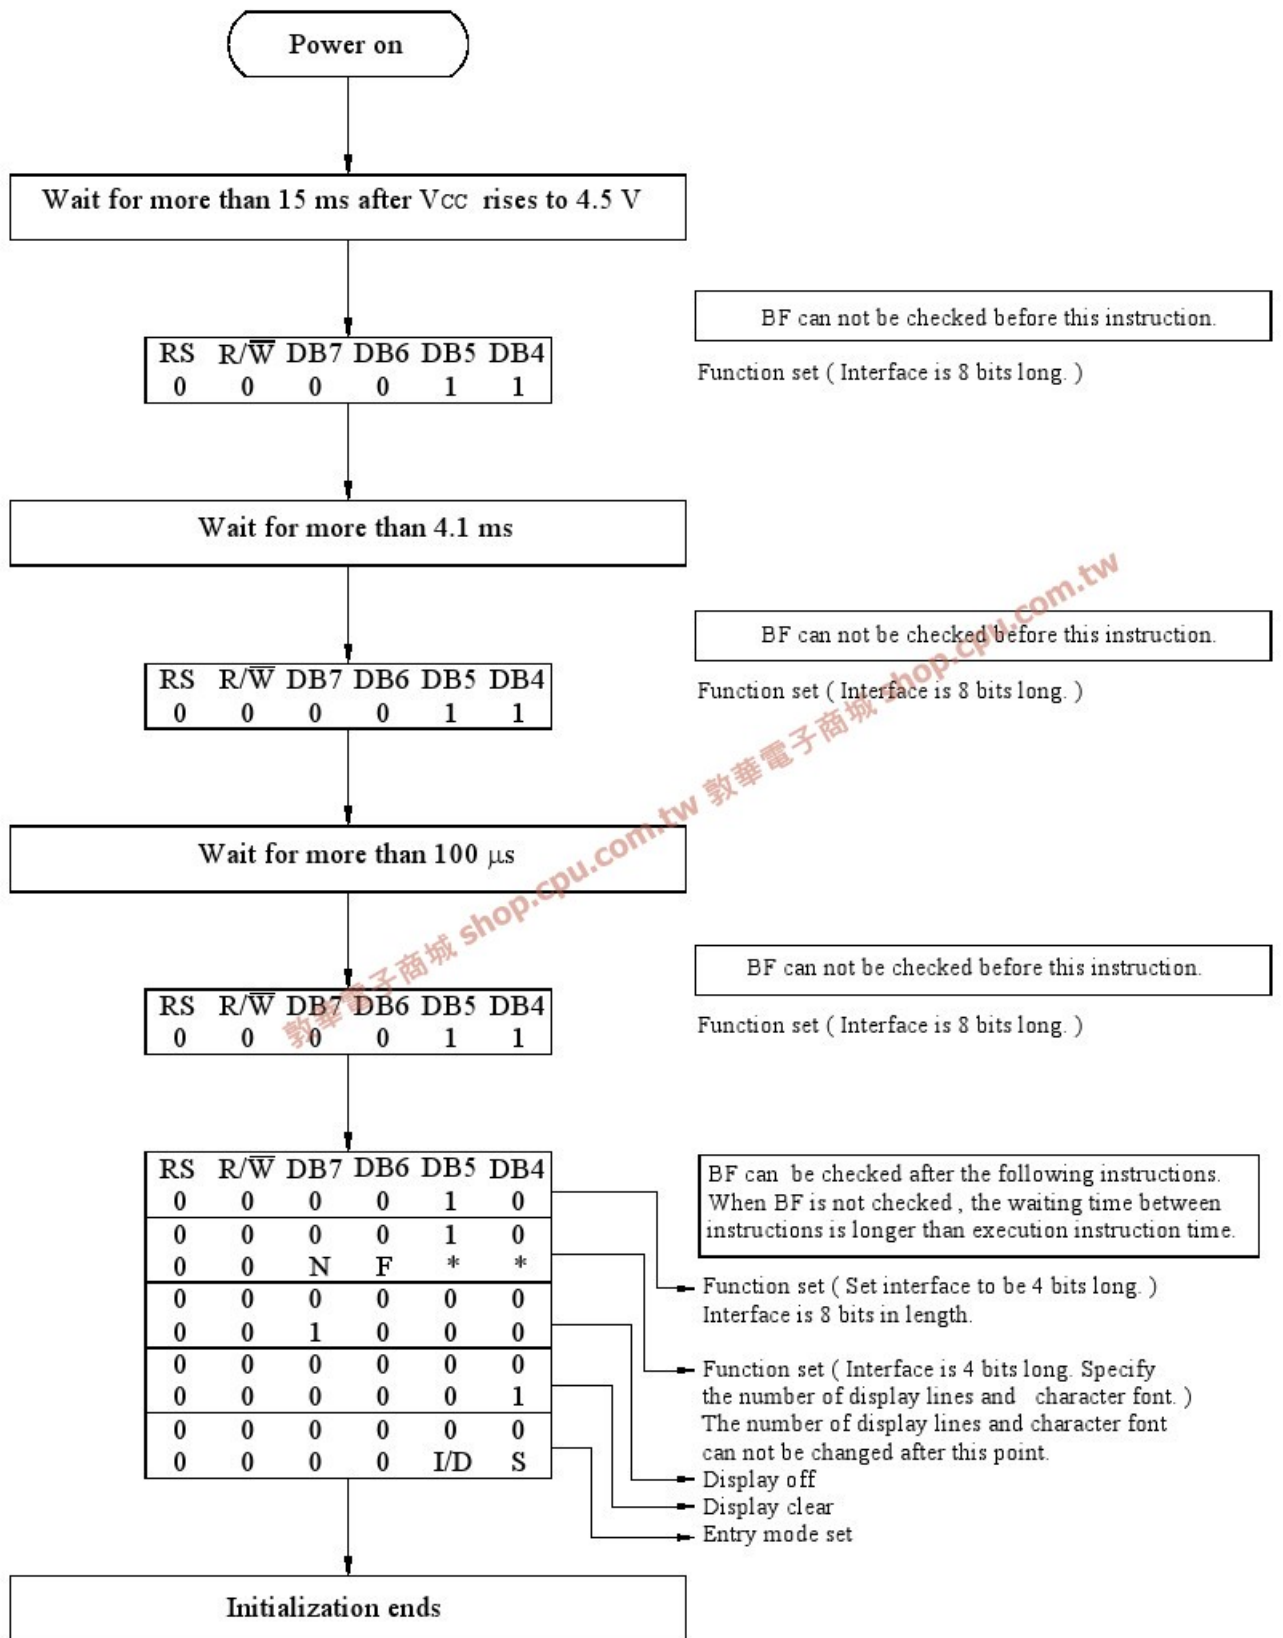 Power on
Wait for more than 15 ms after VCC rises to 4.5 V
BF can not be checked before this instruction.
RS R/W̅ DB7 DB6 DB5 DB4
0 0 0 0 1 1
Function set ( Interface is 8 bits long. )
Wait for more than 4.1 ms
BF can not be checked before this instruction.
RS R/W̅ DB7 DB6 DB5 DB4
0 0 0 0 1 1
Function set ( Interface is 8 bits long. )
Wait for more than 100 μs
BF can not be checked before this instruction.
RS R/W̅ DB7 DB6 DB5 DB4
0 0 0 0 1 1
Function set ( Interface is 8 bits long. )
RS R/W̅ DB7 DB6 DB5 DB4
0 0 0 0 1 0
0 0 0 0 1 0
0 0 N F * *
0 0 0 0 0 0
0 0 1 0 0 0
0 0 0 0 0 0
0 0 0 0 0 1
0 0 0 0 0 0
0 0 0 0 I/D S
BF can be checked after the following instructions.
When BF is not checked , the waiting time between
instructions is longer than execution instruction time.
Function set ( Set interface to be 4 bits long. )
Interface is 8 bits in length.
Function set ( Interface is 4 bits long. Specify
the number of display lines and character font. )
The number of display lines and character font
can not be changed after this point.
Display off
Display clear
Entry mode set
Initialization ends
敦華電子商城 shop.cpu.com.tw 敦華電子商城 shop.cpu.com.tw